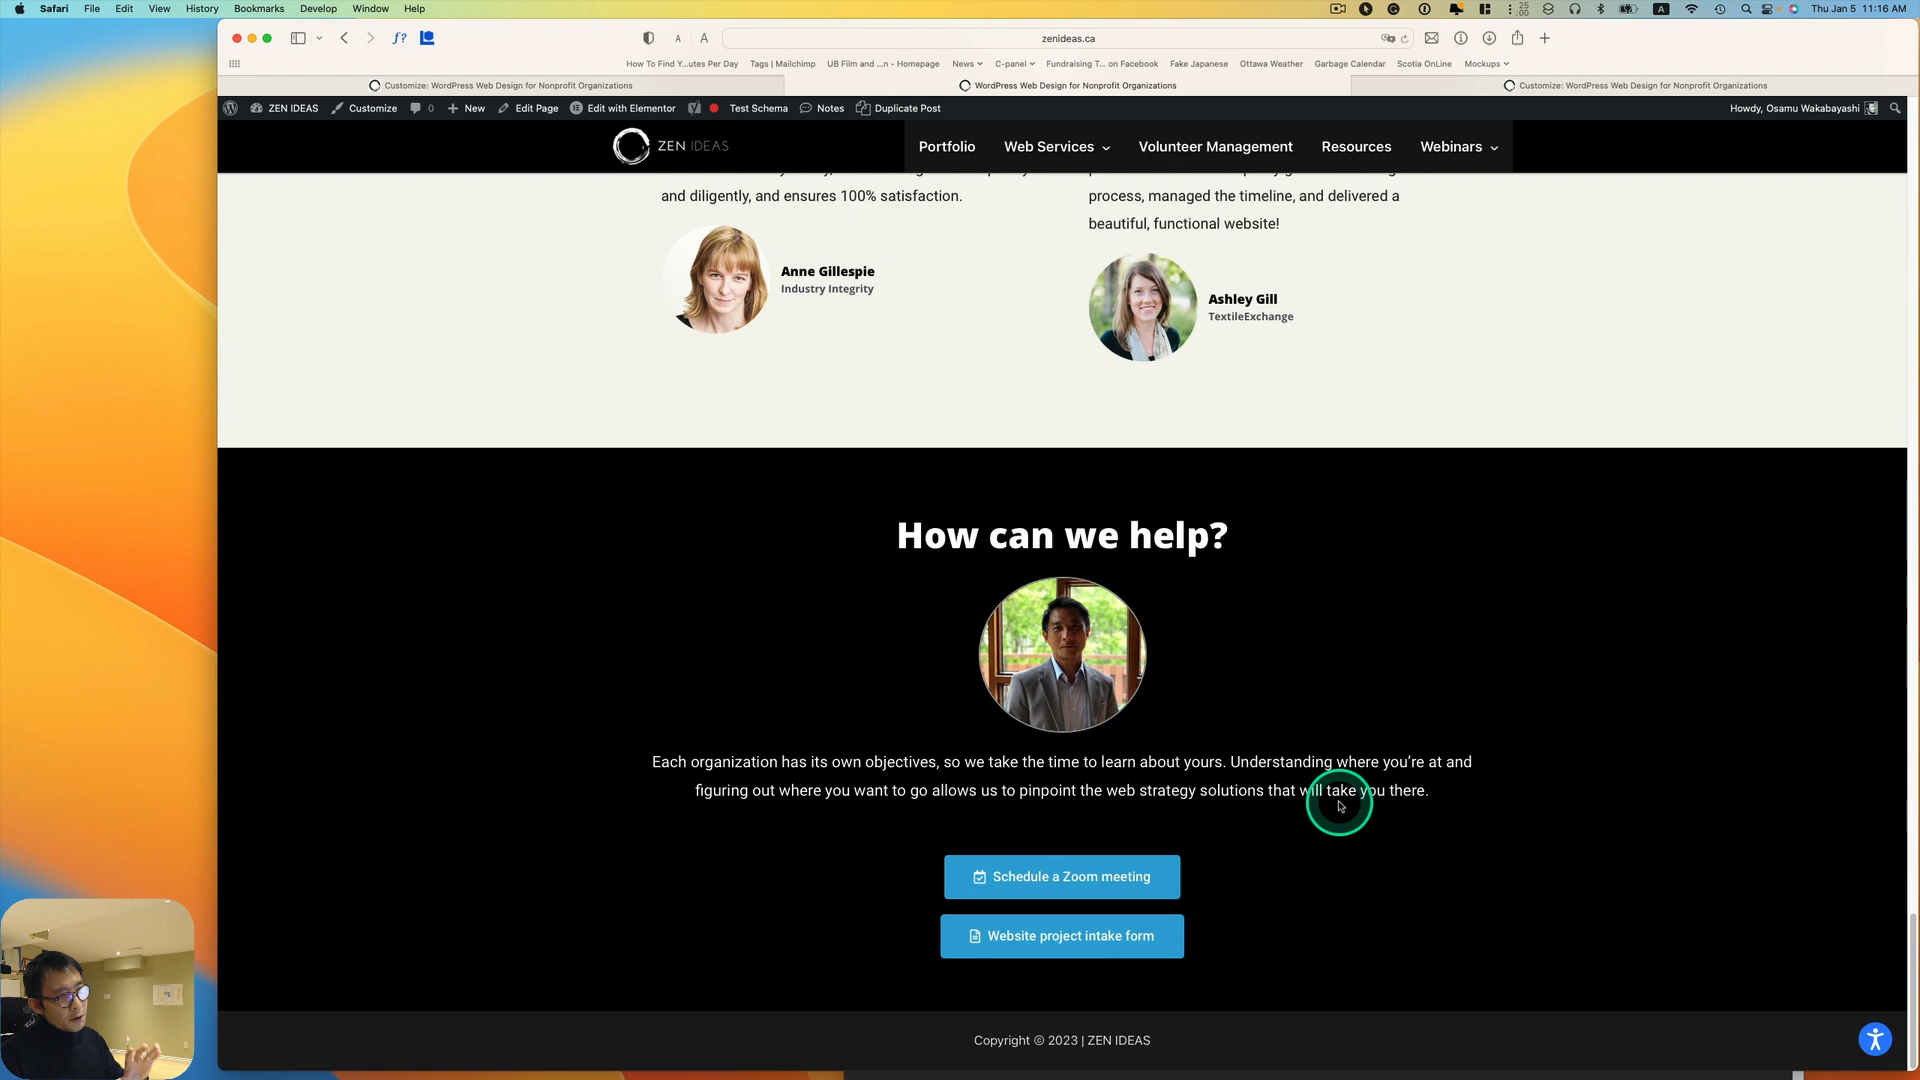 Safari File Edit View History Bookmarks Develop Window Help
25
:00
A
Thu Jan 5 11:16 AM
f?
A A
zenideas.ca
How To Find Y...utes Per Day Tags | Mailchimp UB Film and ...n - Homepage News C-panel Fundraising T... on Facebook Fake Japanese Ottawa Weather Garbage Calendar Scotia OnLine Mockups
Customize: WordPress Web Design for Nonprofit Organizations
WordPress Web Design for Nonprofit Organizations
Customize: WordPress Web Design for Nonprofit Organizations
ZEN IDEAS Customize 0 New Edit Page Edit with Elementor Test Schema Notes Duplicate Post
Howdy, Osamu Wakabayashi
ZEN IDEAS
Portfolio Web Services Volunteer Management Resources Webinars
and diligently, and ensures 100% satisfaction.
Anne Gillespie
Industry Integrity
process, managed the timeline, and delivered a
beautiful, functional website!
Ashley Gill
TextileExchange
How can we help?
Each organization has its own objectives, so we take the time to learn about yours. Understanding where you’re at and
figuring out where you want to go allows us to pinpoint the web strategy solutions that will take you there.
Schedule a Zoom meeting
Website project intake form
Copyright © 2023 | ZEN IDEAS